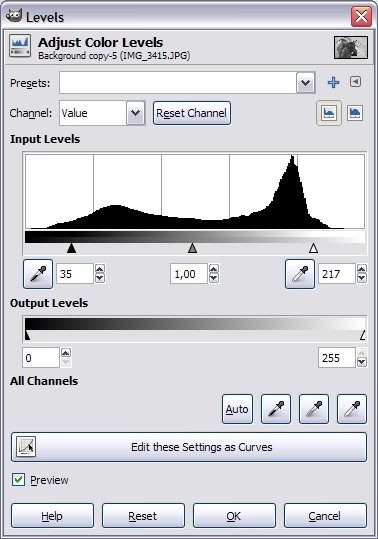 Levels
Adjust Color Levels
Background copy-5 (IMG_3415.JPG)
Presets:
Channel: Value Reset Channel
Input Levels
35 1,00 217
Output Levels
0 255
All Channels
Auto
Edit these Settings as Curves
Preview
Help Reset OK Cancel